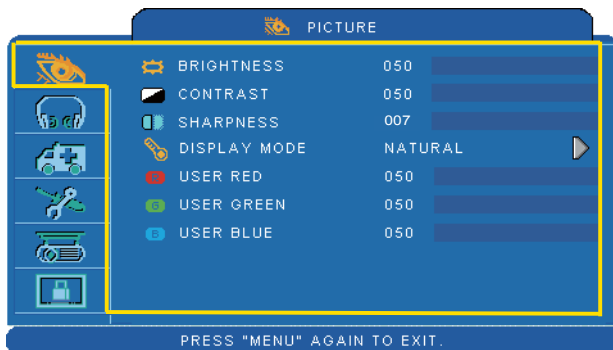 PICTURE
BRIGHTNESS 050
CONTRAST 050
SHARPNESS 007
DISPLAY MODE NATURAL
R USER RED 050
G USER GREEN 050
B USER BLUE 050
PRESS "MENU" AGAIN TO EXIT.